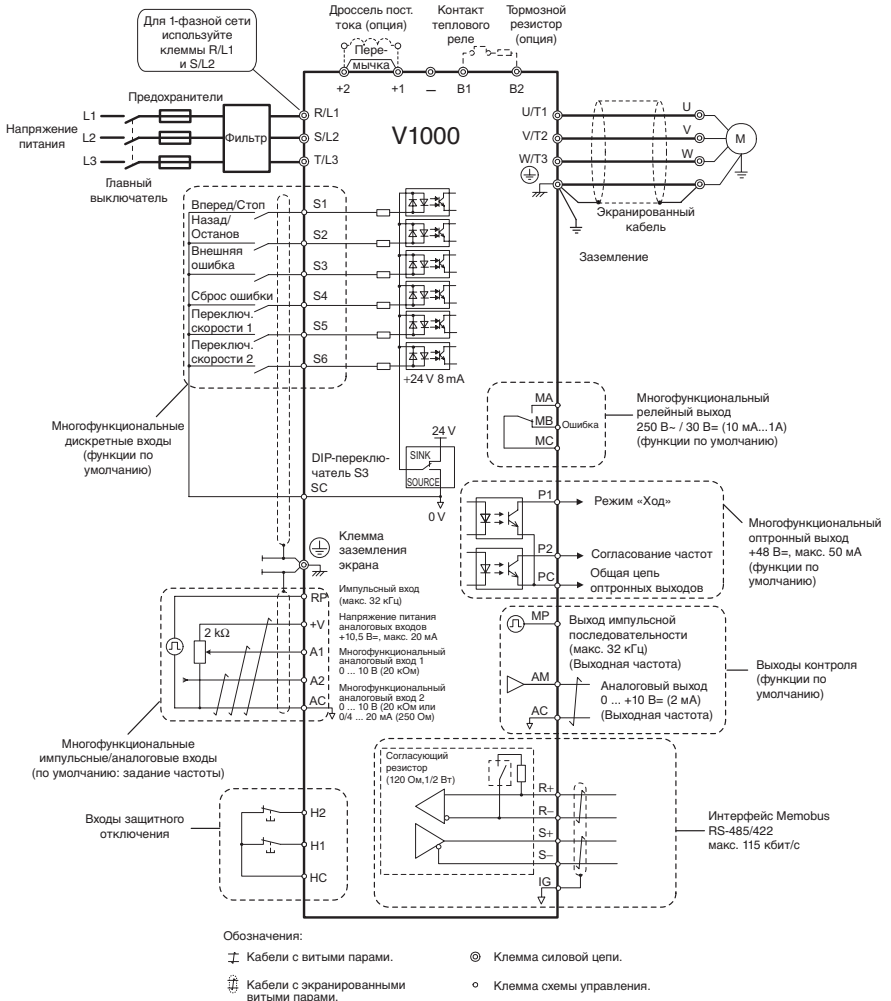 Для 1-фазной сети
используйте
клеммы R/L1
и S/L2
Дроссель пост.
тока (опция)
Контакт
теплового
реле
Тормозной
резистор
(опция)
Пере-
мычка
+2
+1
–
B1
B2
Напряжение
питания
L1
L2
L3
Предохранители
Главный
выключатель
Фильтр
R/L1
S/L2
T/L3
V1000
U/T1
V/T2
W/T3
U
V
W
M
Экранированный
кабель
Заземление
Вперед/Стоп
Назад/
Останов
Внешняя
ошибка
Сброс ошибки
Переключ.
скорости 1
Переключ.
скорости 2
S1
S2
S3
S4
S5
S6
+24 V 8 mA
Многофункциональные
дискретные входы
(функции по
умолчанию)
DIP-переклю-
чатель S3
SC
24 V
SINK
SOURCE
0 V
MA
MB
MC
Ошибка
Многофункциональный
релейный выход
250 В~ / 30 В= (10 мА...1А)
(функции по умолчанию)
P1
Режим «Ход»
P2
Согласование частот
PC
Общая цепь
оптронных выходов
Многофункциональный
оптронный выход
+48 В=, макс. 50 мА
(функции по
умолчанию)
Клемма
заземления
экрана
RP
Импульсный вход
(макс. 32 кГц)
+V
Напряжение питания
аналоговых входов
+10,5 В=, макс. 20 мА
2 kΩ
A1
Многофункциональный
аналоговый вход 1
0 ... 10 В (20 кОм)
A2
Многофункциональный
аналоговый вход 2
0 ... 10 В (20 кОм или
0/4 ... 20 мА (250 Ом)
AC
Многофункциональные
импульсные/аналоговые входы
(по умолчанию: задание частоты)
MP
Выход импульсной
последовательности
(макс. 32 кГц)
(Выходная частота)
AM
Аналоговый выход
0 ... +10 В= (2 мА)
(Выходная частота)
AC
Выходы контроля
(функции по
умолчанию)
Согласующий
резистор
(120 Ом,1/2 Вт)
R+
R–
S+
S–
IG
Интерфейс Memobus
RS-485/422
макс. 115 кбит/с
Входы защитного
отключения
H2
H1
HC
Обозначения:
Кабели с витыми парами.
Клемма силовой цепи.
Кабели с экранированными
витыми парами.
Клемма схемы управления.